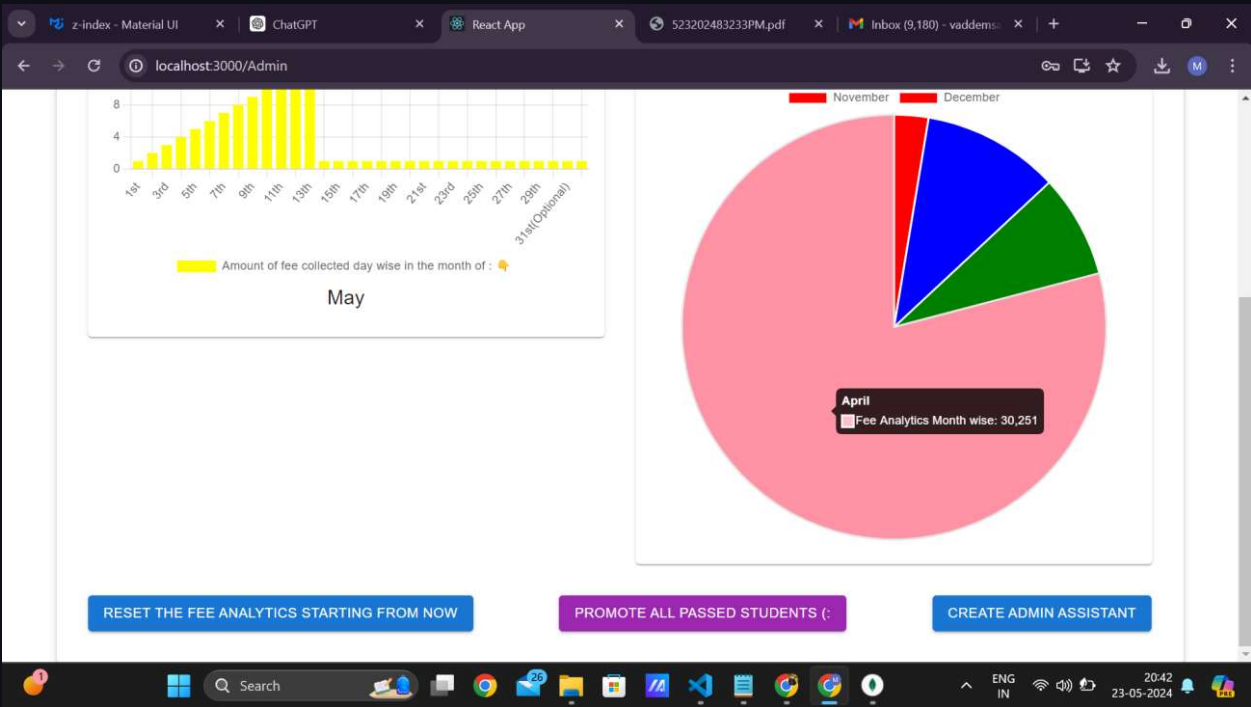 z-index - Material UI
ChatGPT
React App
523202483233PM.pdf
Inbox (9,180) - vaddemsa
localhost:3000/Admin
M
8
4
0
1st 3rd 5th 7th 9th 11th 13th 15th 17th 19th 21st 23rd 25th 27th 29th 31st(Optional)
Amount of fee collected day wise in the month of : 👇
May
November December
April
Fee Analytics Month wise: 30,251
RESET THE FEE ANALYTICS STARTING FROM NOW
PROMOTE ALL PASSED STUDENTS (:
CREATE ADMIN ASSISTANT
1
Search
26
M
ENG
IN
20:42
23-05-2024
PRE